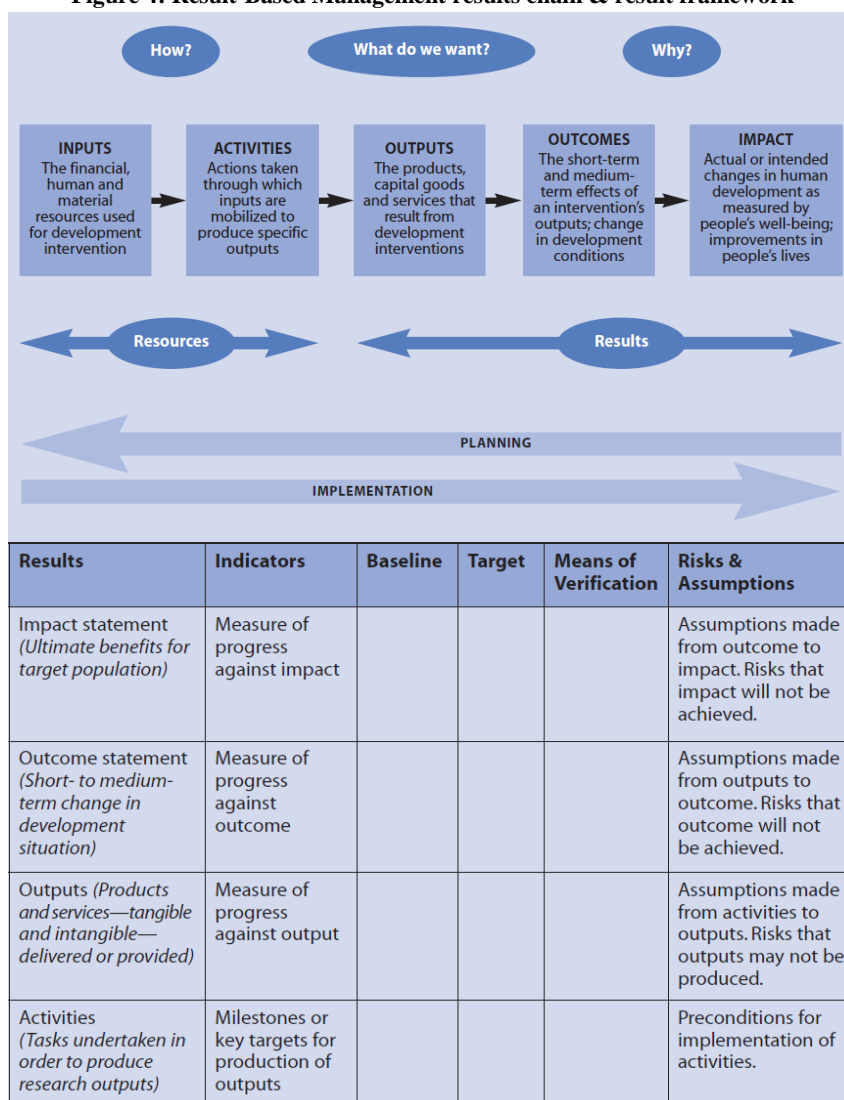 Figure 4: Result-Based Management results chain & result framework
How?
What do we want?
Why?
INPUTS
The financial,
human and
material
resources used
for development
intervention
ACTIVITIES
Actions taken
through which
inputs are
mobilized to
produce specific
outputs
OUTPUTS
The products,
capital goods
and services that
result from
development
interventions
OUTCOMES
The short-term
and medium-
term effects of
an intervention's
outputs; change
in development
conditions
IMPACT
Actual or intended
changes in human
development as
measured by
people's well-being;
improvements in
people's lives
Resources
Results
PLANNING
IMPLEMENTATION
Results
Indicators
Baseline
Target
Means of
Verification
Risks &
Assumptions
Impact statement
(Ultimate benefits for
target population)
Measure of
progress
against impact
Assumptions made
from outcome to
impact. Risks that
impact will not be
achieved.
Outcome statement
(Short- to medium-
term change in
development
situation)
Measure of
progress
against
outcome
Assumptions made
from outputs to
outcome. Risks that
outcome will not
be achieved.
Outputs (Products
and services—tangible
and intangible—
delivered or provided)
Measure of
progress
against output
Assumptions made
from activities to
outputs. Risks that
outputs may not be
produced.
Activities
(Tasks undertaken in
order to produce
research outputs)
Milestones or
key targets for
production of
outputs
Preconditions for
implementation of
activities.